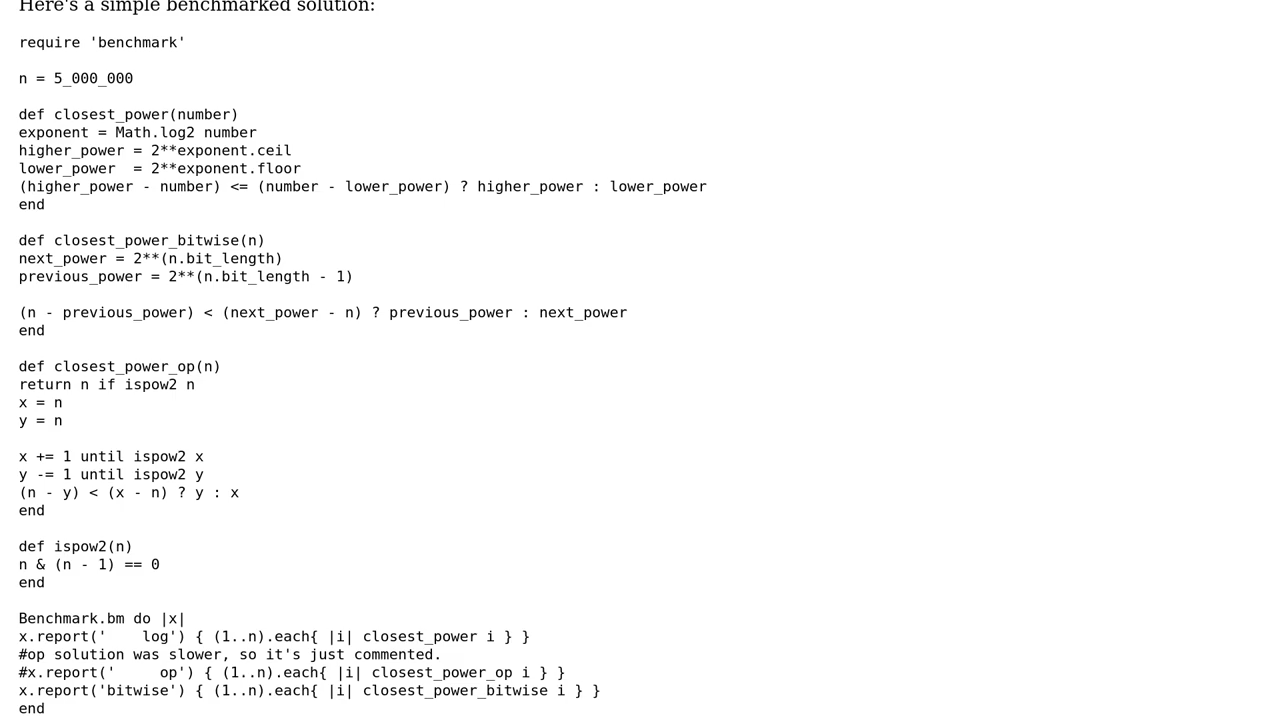 Here's a simple benchmarked solution:
require 'benchmark'
n = 5_000_000
def closest_power(number)
exponent = Math.log2 number
higher_power = 2**exponent.ceil
lower_power  = 2**exponent.floor
(higher_power - number) <= (number - lower_power) ? higher_power : lower_power
end
def closest_power_bitwise(n)
next_power = 2**(n.bit_length)
previous_power = 2**(n.bit_length - 1)
(n - previous_power) < (next_power - n) ? previous_power : next_power
end
def closest_power_op(n)
return n if ispow2 n
x = n
y = n
x += 1 until ispow2 x
y -= 1 until ispow2 y
(n - y) < (x - n) ? y : x
end
def ispow2(n)
n & (n - 1) == 0
end
Benchmark.bm do |x|
x.report('    log') { (1..n).each{ |i| closest_power i } }
#op solution was slower, so it's just commented.
#x.report('     op') { (1..n).each{ |i| closest_power_op i } }
x.report('bitwise') { (1..n).each{ |i| closest_power_bitwise i } }
end